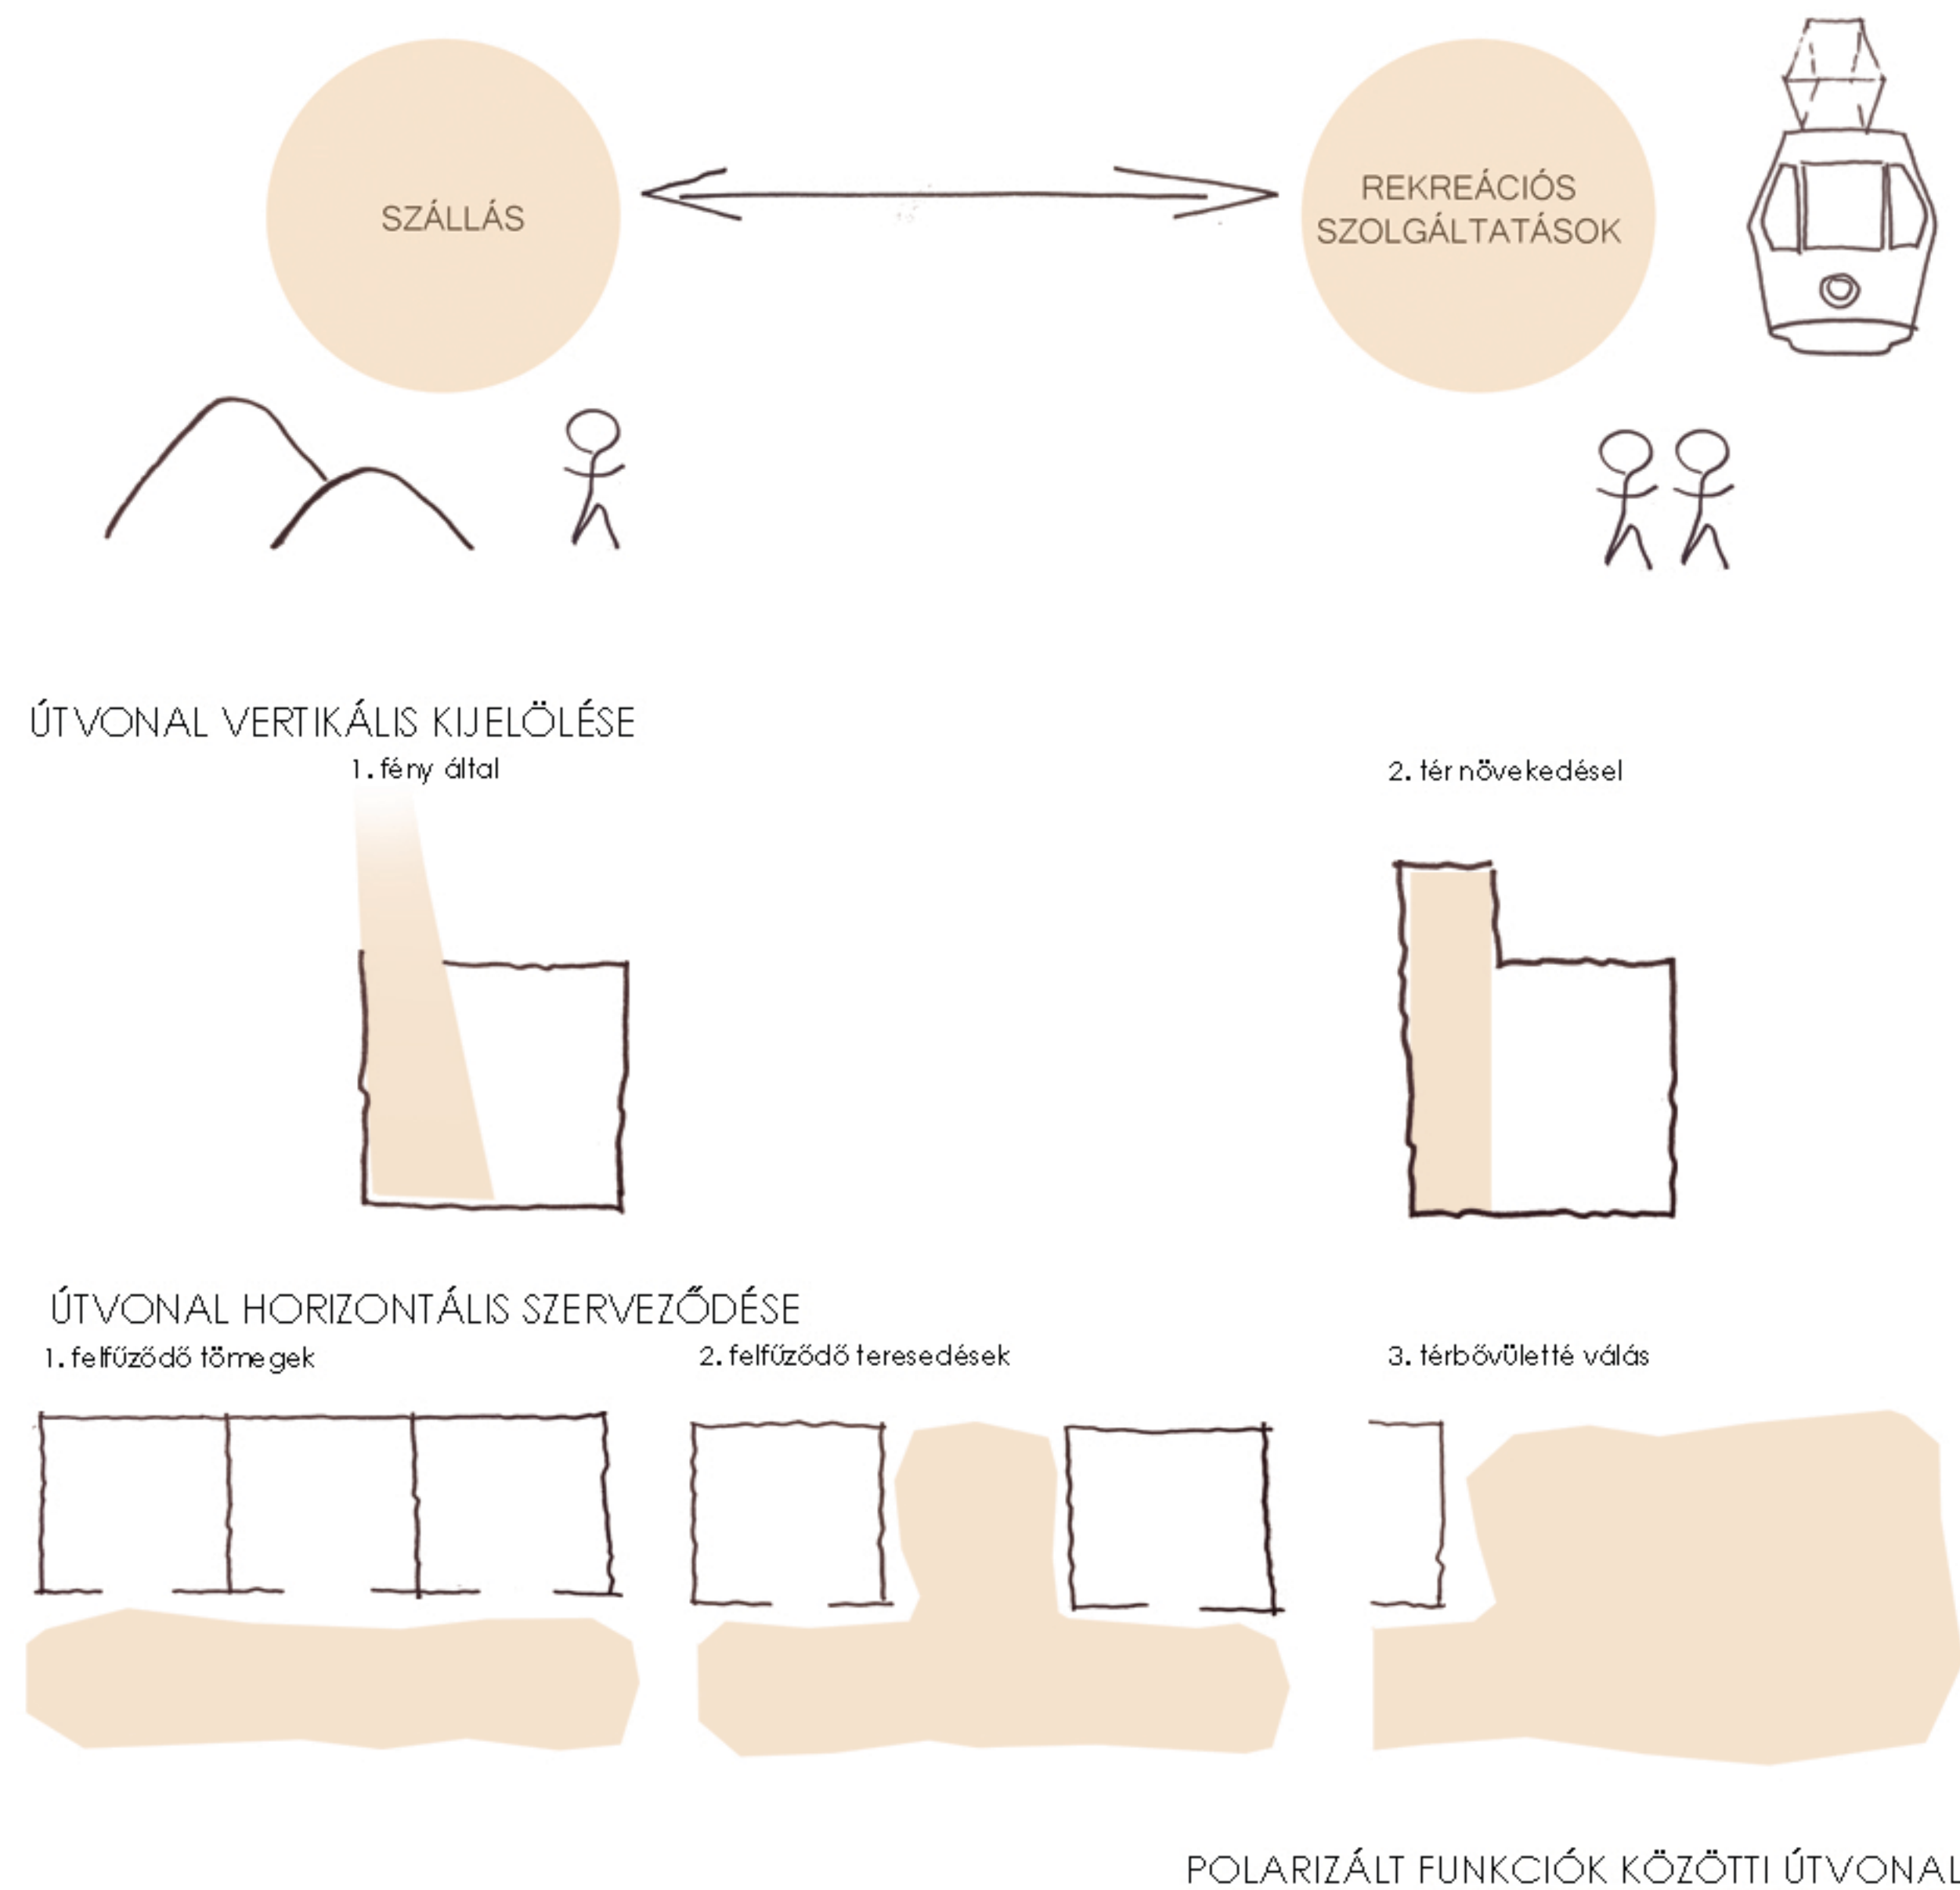 SZÁLLÁS
REKREÁCIÓS
SZOLGÁLTATÁSOK
ÚTVONAL VERTIKÁLIS KIJELÖLÉSE
1. fény által
2. tér növekedésel
ÚTVONAL HORIZONTÁLIS SZERVEZŐDÉSE
1. felfűződő tömegek
2. felfűződő teresedések
3. térbővületté válás
POLARIZÁLT FUNKCIÓK KÖZÖTTI ÚTVONAL